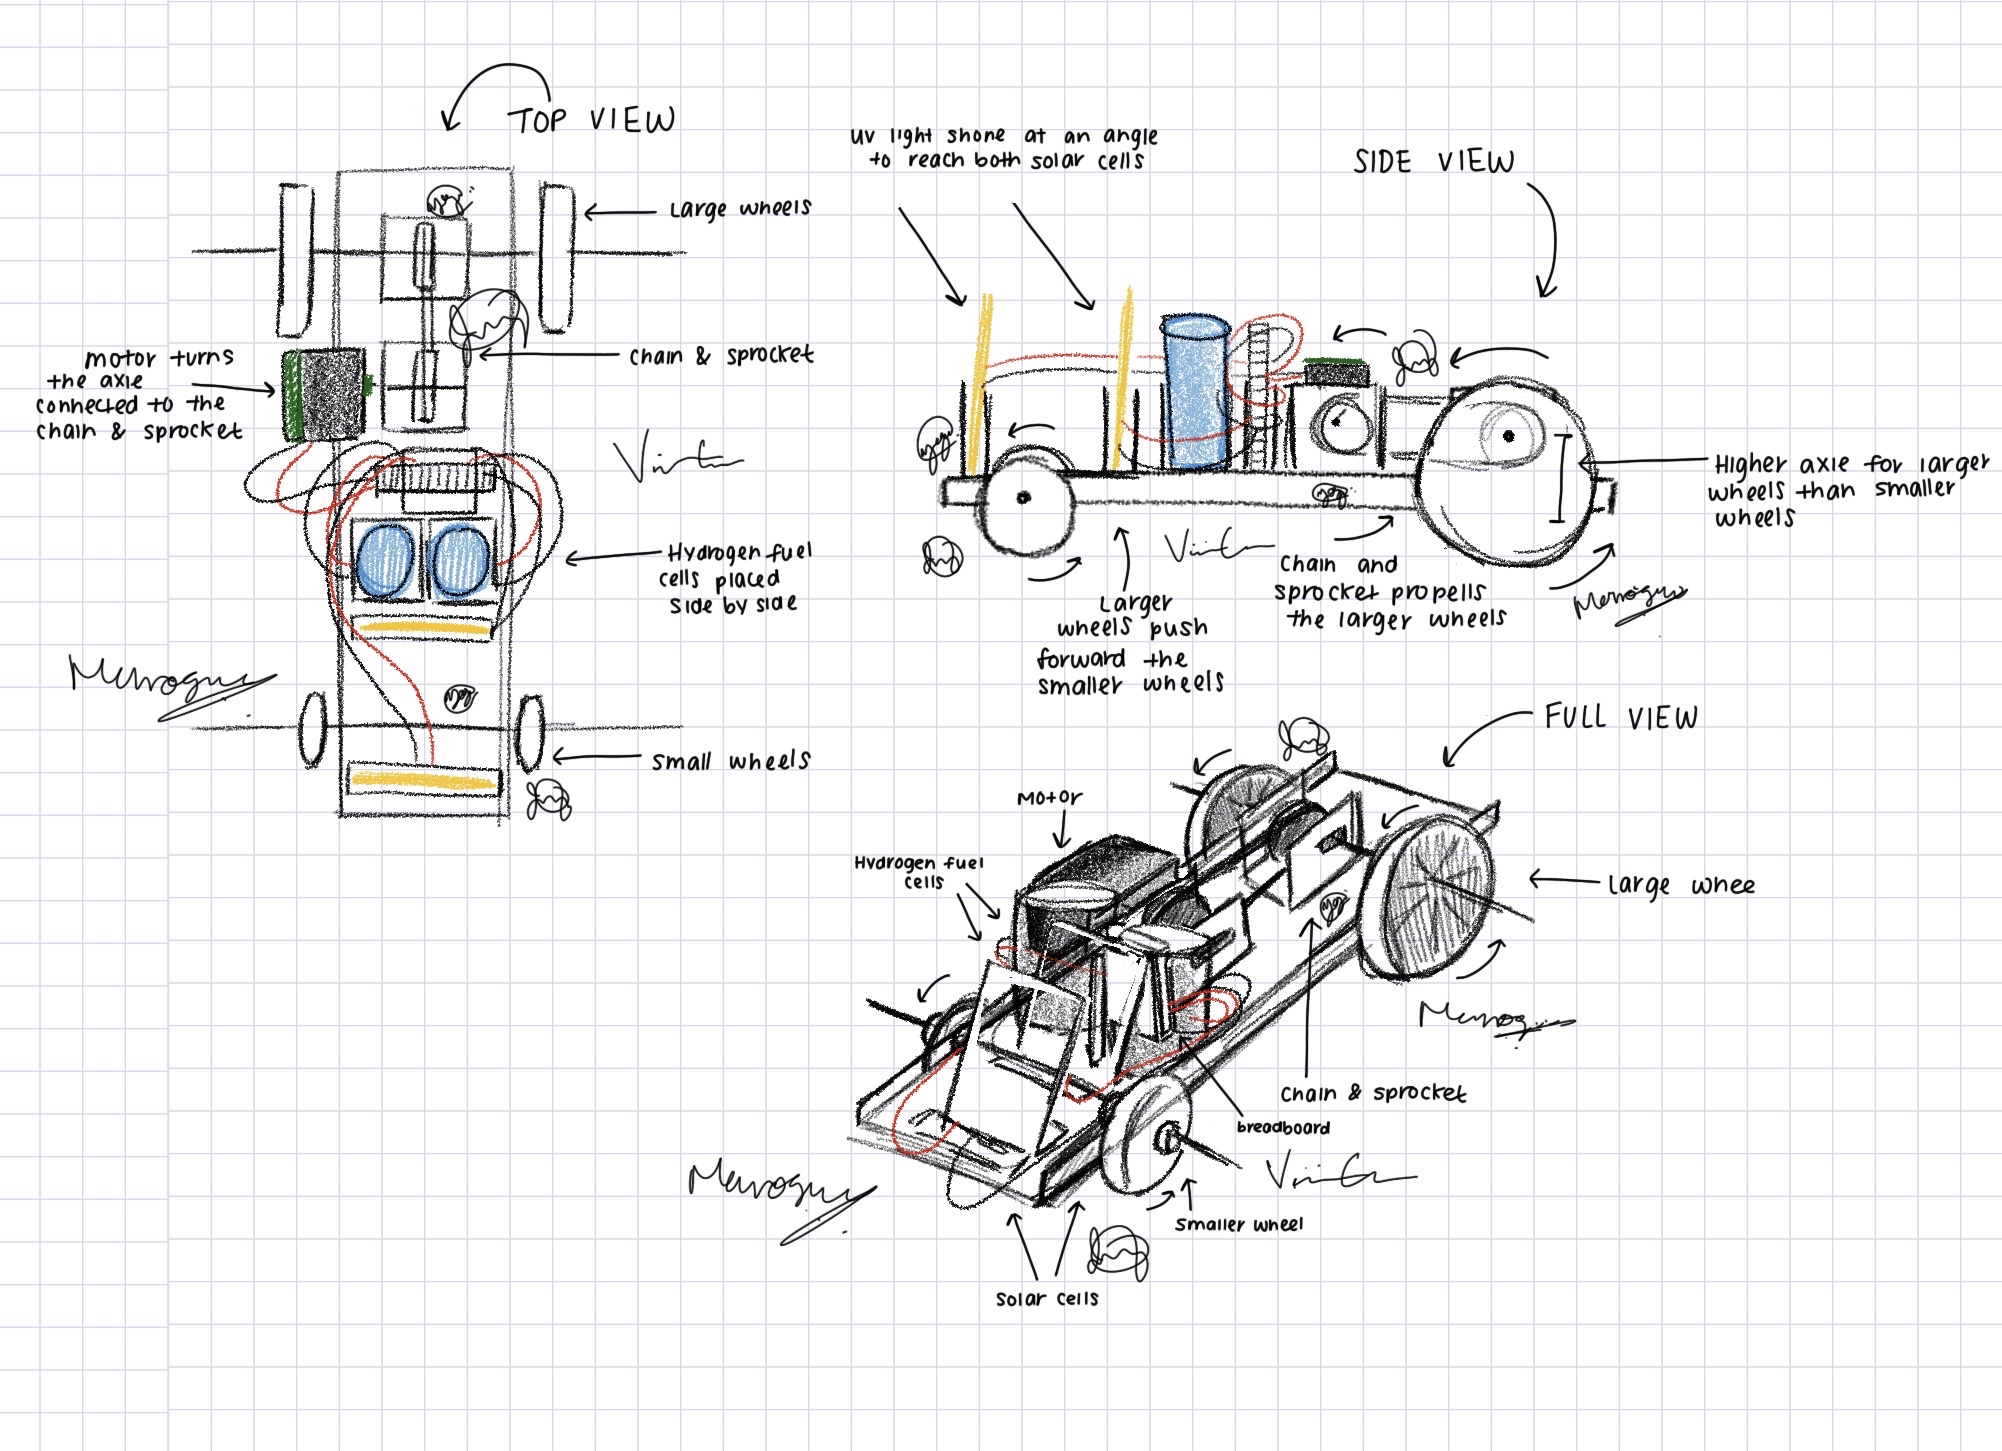 TOP VIEW
Large wheels
chain & sprocket
motor turns
the axie
connected to the
chain & sprocket
Hydrogen fuel
cells placed
side by side
small wheels
UV light shone at an angle
to reach both solar cells
SIDE VIEW
Higher axie for larger
wheels than smaller
wheels
Larger
wheels push
forward the
smaller wheels
Chain and
sprocket propells
the larger wheels
FULL VIEW
Motor
Hydrogen fuel
cells
Large whee
Chain & sprocket
breadboard
Smaller wheel
solar cells